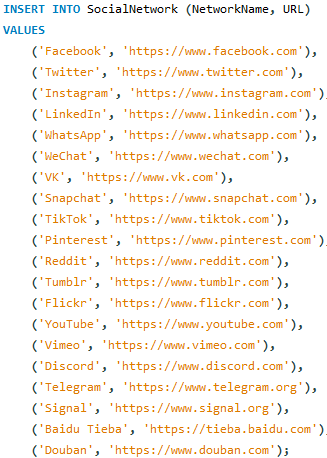 INSERT INTO SocialNetwork (NetworkName, URL)
VALUES
('Facebook', 'https://www.facebook.com'),
('Twitter', 'https://www.twitter.com'),
('Instagram', 'https://www.instagram.com'),
('LinkedIn', 'https://www.linkedin.com'),
('WhatsApp', 'https://www.whatsapp.com'),
('WeChat', 'https://www.wechat.com'),
('VK', 'https://www.vk.com'),
('Snapchat', 'https://www.snapchat.com'),
('TikTok', 'https://www.tiktok.com'),
('Pinterest', 'https://www.pinterest.com'),
('Reddit', 'https://www.reddit.com'),
('Tumblr', 'https://www.tumblr.com'),
('Flickr', 'https://www.flickr.com'),
('YouTube', 'https://www.youtube.com'),
('Vimeo', 'https://www.vimeo.com'),
('Discord', 'https://www.discord.com'),
('Telegram', 'https://www.telegram.org'),
('Signal', 'https://www.signal.org'),
('Baidu Tieba', 'https://tieba.baidu.com')
('Douban', 'https://www.douban.com');